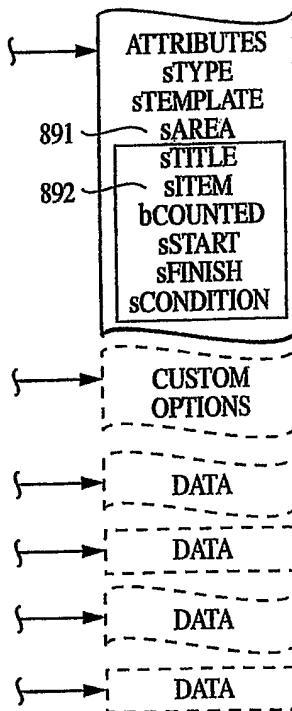 ATTRIBUTES
sTYPE
sTEMPLATE
891 sAREA
sTITLE
892 sITEM
bCOUNTED
sSTART
sFINISH
sCONDITION
CUSTOM
OPTIONS
DATA
DATA
DATA
DATA